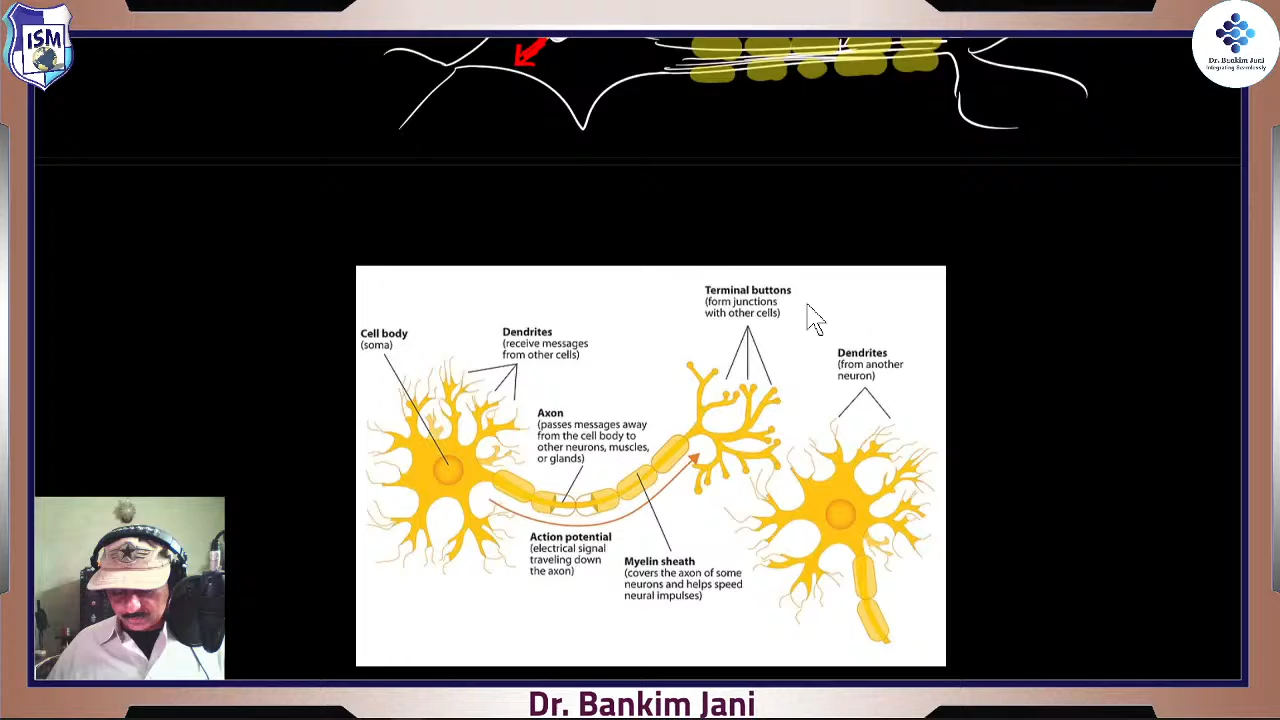 ISM
Dr. Bankim Jani
Integrating Seamlessly
Terminal buttons
(form junctions
with other cells)
Cell body
(soma)
Dendrites
(receive messages
from other cells)
Dendrites
(from another
neuron)
Axon
(passes messages away
from the cell body to
other neurons, muscles,
or glands)
Action potential
(electrical signal
traveling down
the axon)
Myelin sheath
(covers the axon of some
neurons and helps speed
neural impulses)
Dr. Bankim Jani